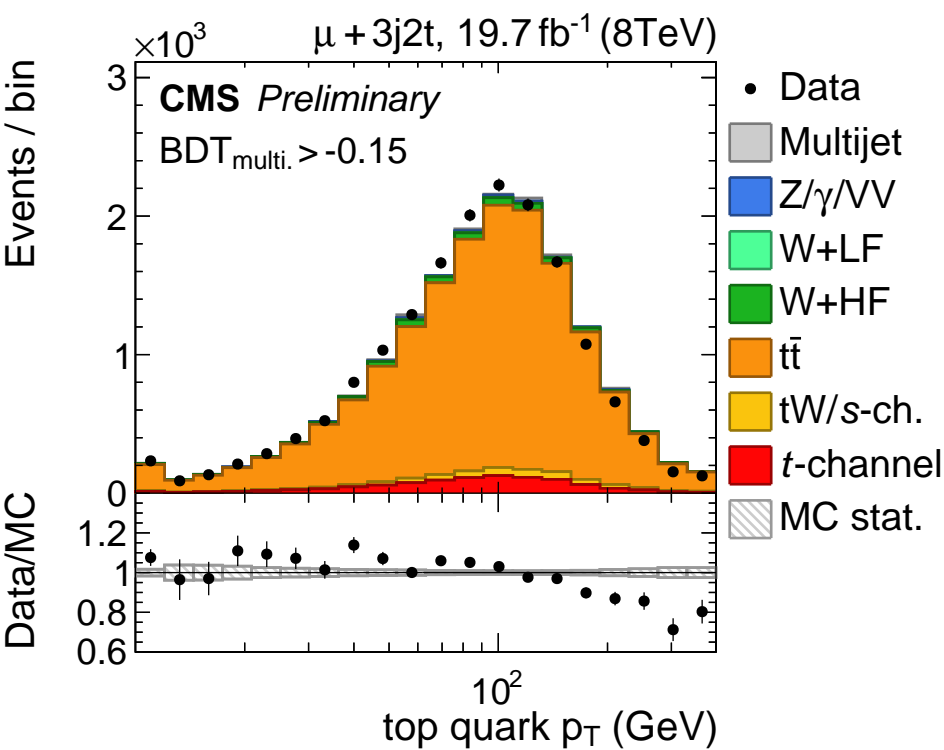 ×10³ μ + 3j2t, 19.7 fb⁻¹ (8TeV)
CMS Preliminary
BDTmulti. > -0.15
Events / bin
3
2
1
0
Data
Multijet
Z/γ/VV
W+LF
W+HF
tt̄
tW/s-ch.
t-channel
MC stat.
Data/MC
1.2
1
0.8
0.6
10²
top quark pT (GeV)